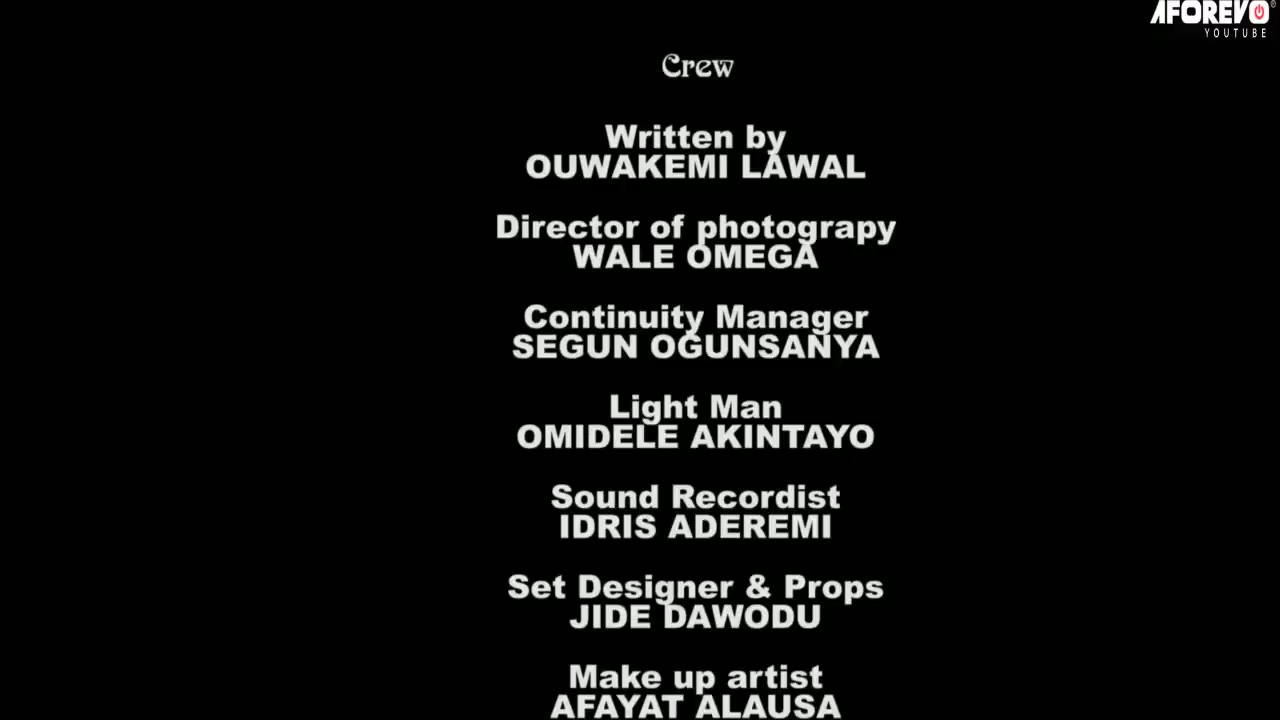 AFOREVO
YOUTUBE
Crew
Written by
OUWAKEMI LAWAL
Director of photograpy
WALE OMEGA
Continuity Manager
SEGUN OGUNSANYA
Light Man
OMIDELE AKINTAYO
Sound Recordist
IDRIS ADEREMI
Set Designer & Props
JIDE DAWODU
Make up artist
AFAYAT ALAUSA